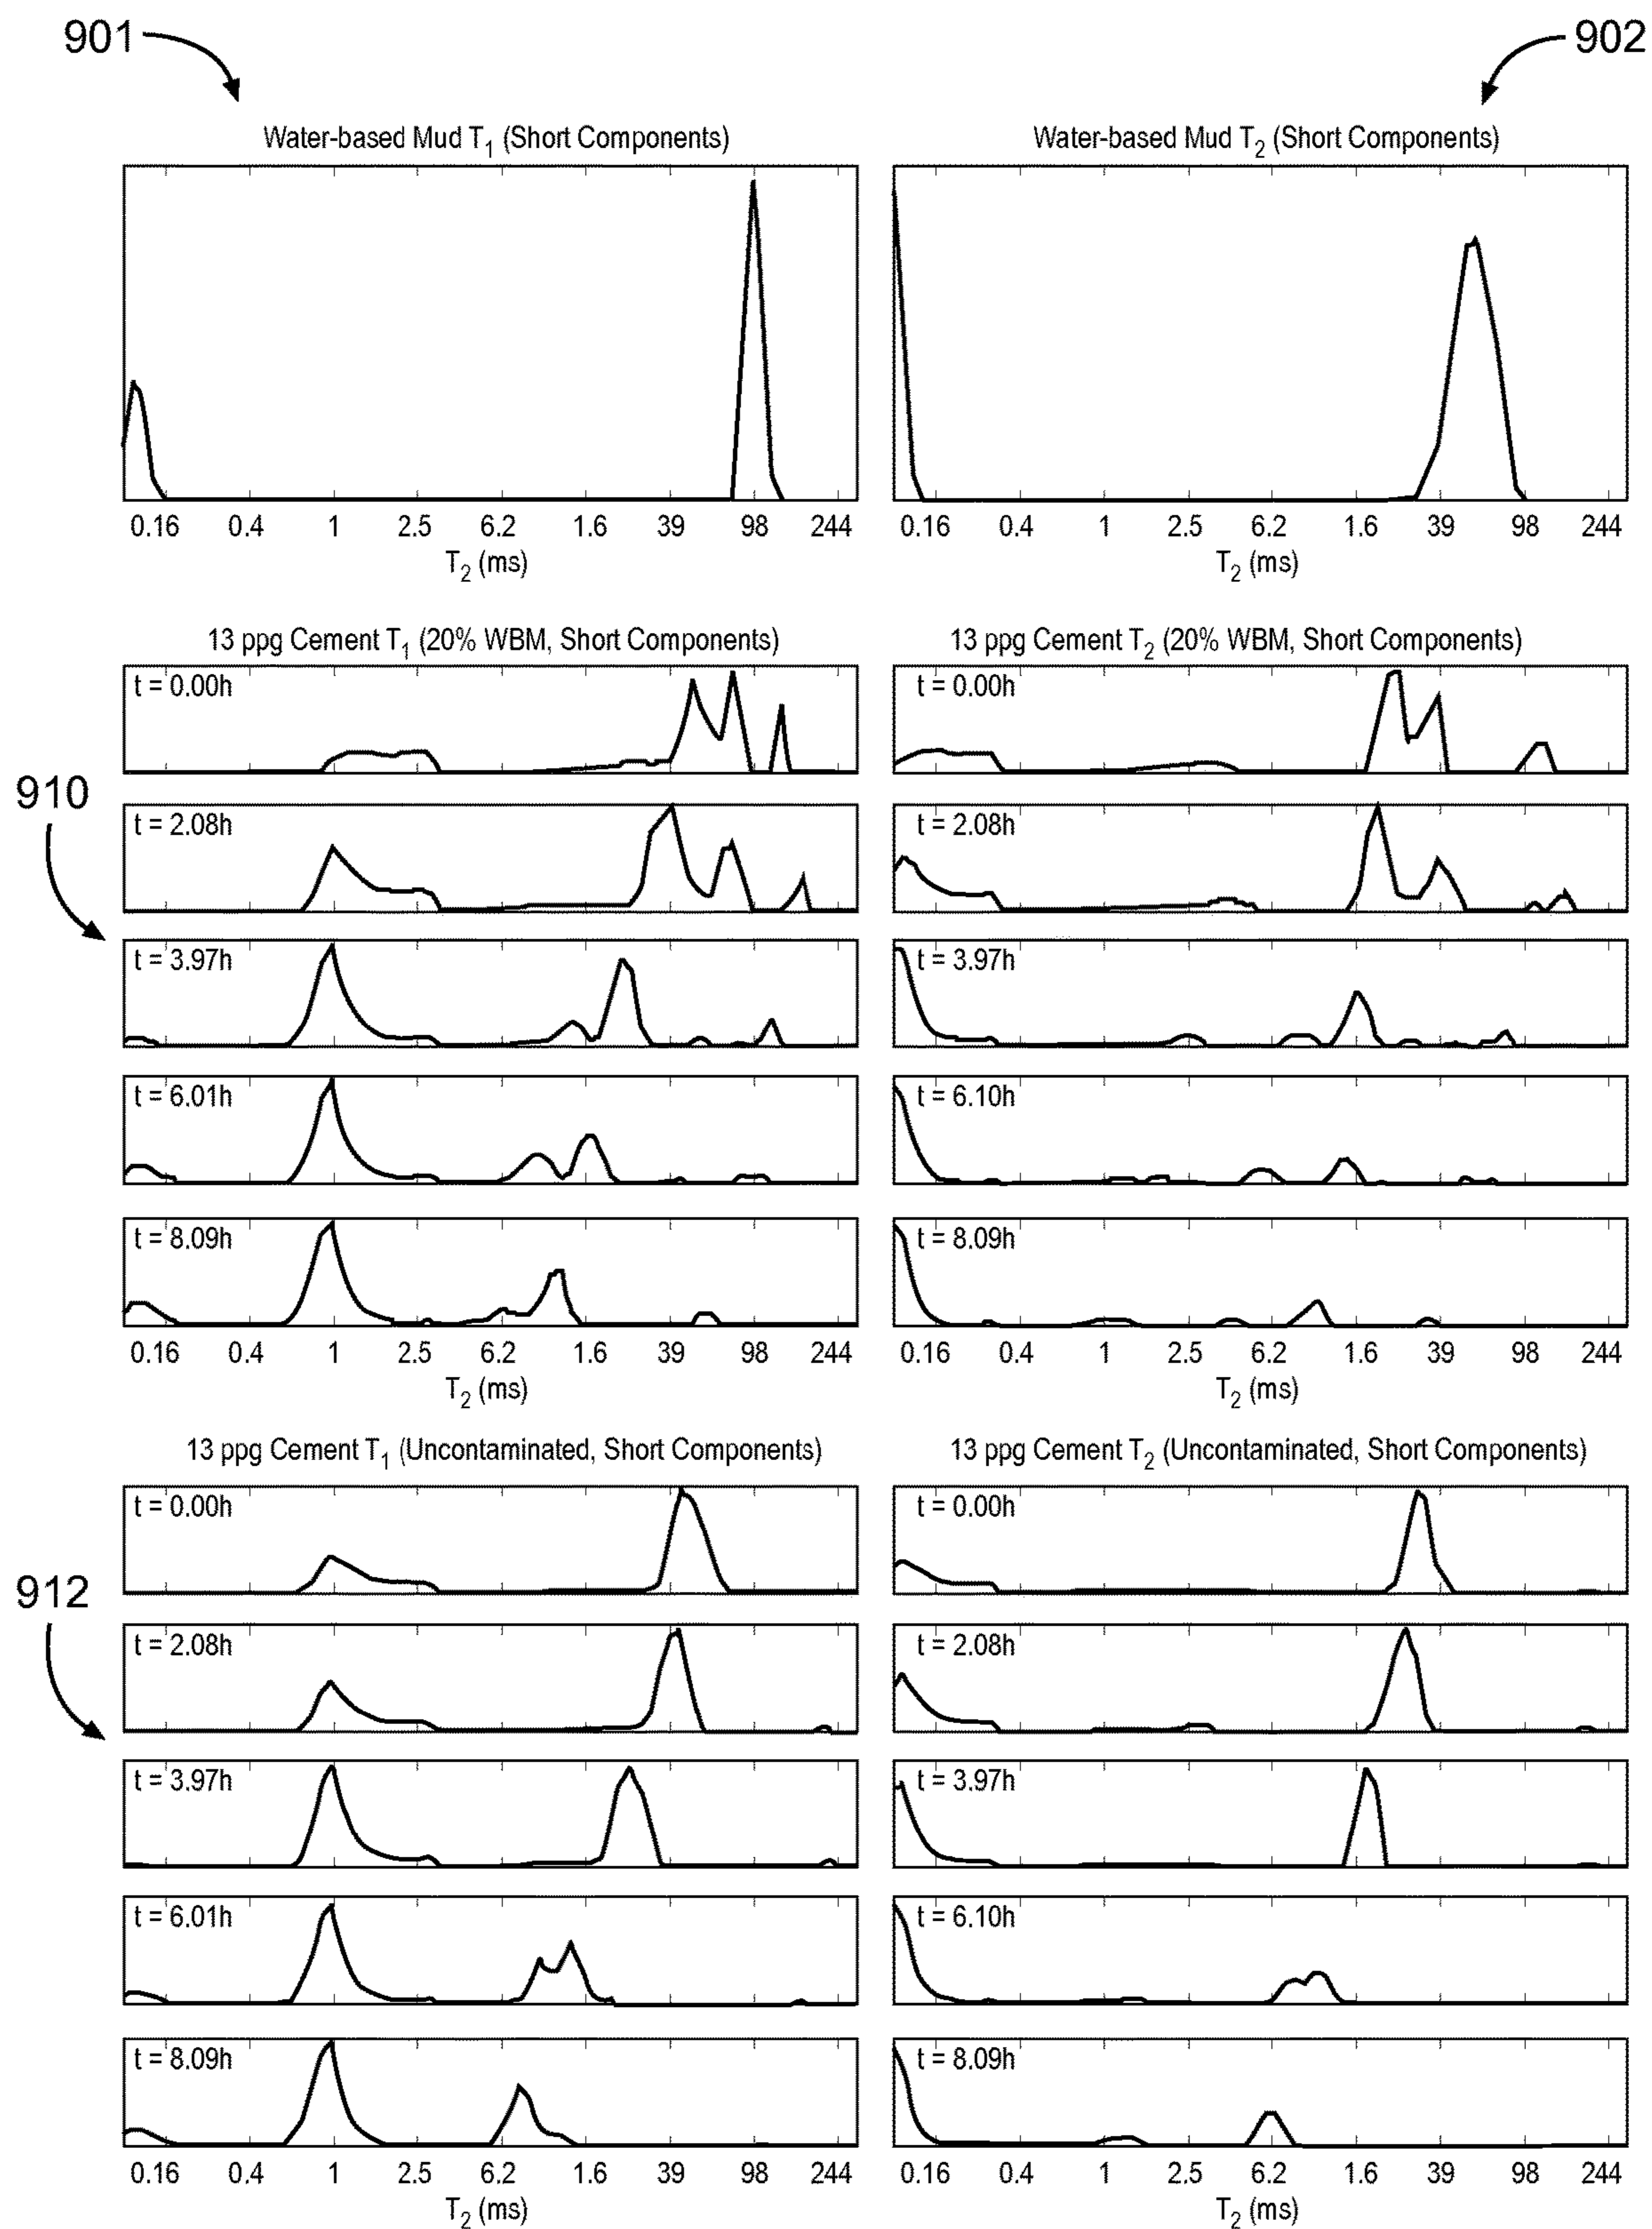 901
902
Water-based Mud T1 (Short Components)
Water-based Mud T2 (Short Components)
0.16 0.4 1 2.5 6.2 1.6 39 98 244
T2 (ms)
0.16 0.4 1 2.5 6.2 1.6 39 98 244
T2 (ms)
13 ppg Cement T1 (20% WBM, Short Components)
13 ppg Cement T2 (20% WBM, Short Components)
910
t = 0.00h
t = 2.08h
t = 3.97h
t = 6.01h
t = 8.09h
0.16 0.4 1 2.5 6.2 1.6 39 98 244
T2 (ms)
t = 0.00h
t = 2.08h
t = 3.97h
t = 6.10h
t = 8.09h
0.16 0.4 1 2.5 6.2 1.6 39 98 244
T2 (ms)
13 ppg Cement T1 (Uncontaminated, Short Components)
13 ppg Cement T2 (Uncontaminated, Short Components)
912
t = 0.00h
t = 2.08h
t = 3.97h
t = 6.01h
t = 8.09h
0.16 0.4 1 2.5 6.2 1.6 39 98 244
T2 (ms)
t = 0.00h
t = 2.08h
t = 3.97h
t = 6.10h
t = 8.09h
0.16 0.4 1 2.5 6.2 1.6 39 98 244
T2 (ms)